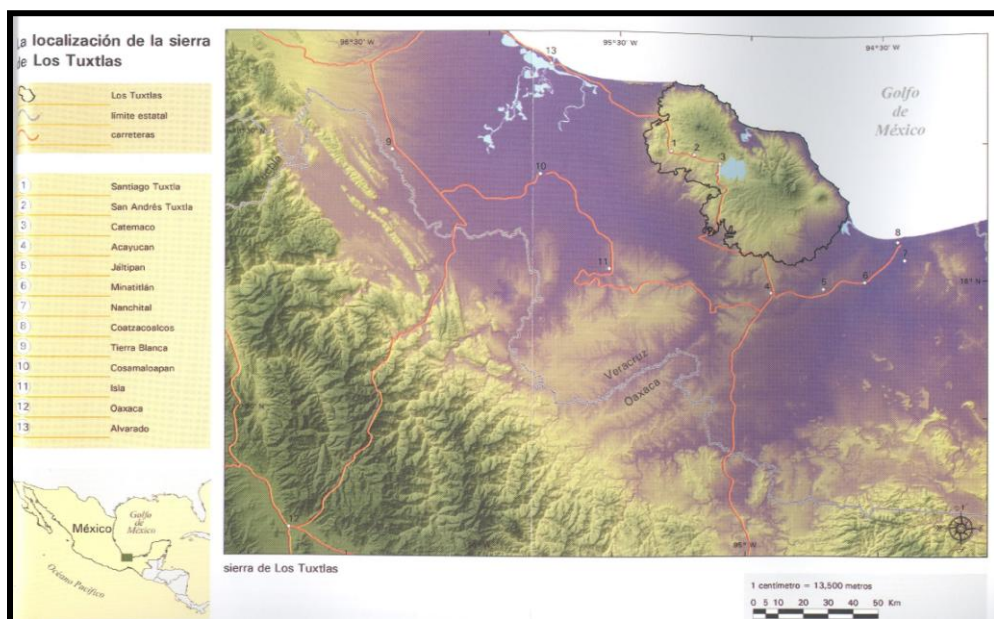 La localización de la sierra
de Los Tuxtlas
Los Tuxtlas
límite estatal
carreteras
1 Santiago Tuxtla
2 San Andrés Tuxtla
3 Catemaco
4 Acayucan
5 Jáltipan
6 Minatitlán
7 Nanchital
8 Coatzacoalcos
9 Tierra Blanca
10 Cosamaloapan
11 Isla
12 Oaxaca
13 Alvarado
México
Golfo
de
México
Océano Pacífico
96°30' W
95°30' W
94°30' W
13
Golfo
de
México
Puebla
9
10
1
2
3
8
7
11
4
5
6
18° N
Veracruz
Oaxaca
95° W
sierra de Los Tuxtlas
1 centímetro = 13,500 metros
0 5 10 20 30 40 50 Km